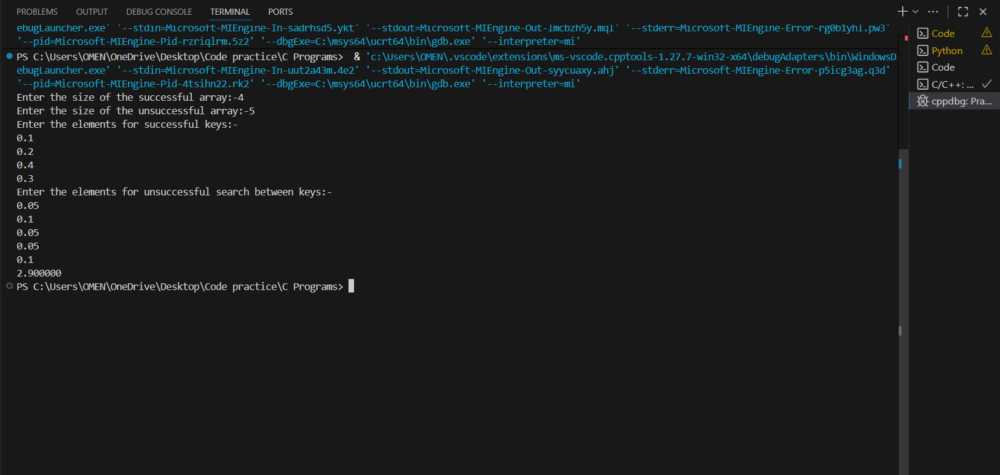 PROBLEMS OUTPUT DEBUG CONSOLE TERMINAL PORTS
ebugLauncher.exe' '--stdin=Microsoft-MIEngine-In-sadrhsd5.ykt' '--stdout=Microsoft-MIEngine-Out-lmcbzh5y.mql' '--stderr=Microsoft-MIEngine-Error-rg0b1yhl.pw3'
'--pid=Microsoft-MIEngine-Pid-rzriqlrm.5z2' '--dbgExe=C:\msys64\ucrt64\bin\gdb.exe' '--interpreter=mi'
PS C:\Users\OMEN\OneDrive\Desktop\Code practice\C Programs> & 'c:\Users\OMEN\.vscode\extensions\ms-vscode.cpptools-1.27.7-win32-x64\debugAdapters\bin\WindowsD
ebugLauncher.exe' '--stdin=Microsoft-MIEngine-In-uut2a43m.4e2' '--stdout=Microsoft-MIEngine-Out-syycuaxy.ahj' '--stderr=Microsoft-MIEngine-Error-p5icg3ag.q3d'
'--pid=Microsoft-MIEngine-Pid-4tsihn22.rk2' '--dbgExe=C:\msys64\ucrt64\bin\gdb.exe' '--interpreter=mi'
Enter the size of the successful array:-4
Enter the size of the unsuccessful array:-5
Enter the elements for successful keys:-
0.1
0.2
0.4
0.3
Enter the elements for unsuccessful search between keys:-
0.05
0.1
0.05
0.05
0.1
2.900000
PS C:\Users\OMEN\OneDrive\Desktop\Code practice\C Programs>
Code
Python
Code
C/C++: ...
cppdbg: Pra...